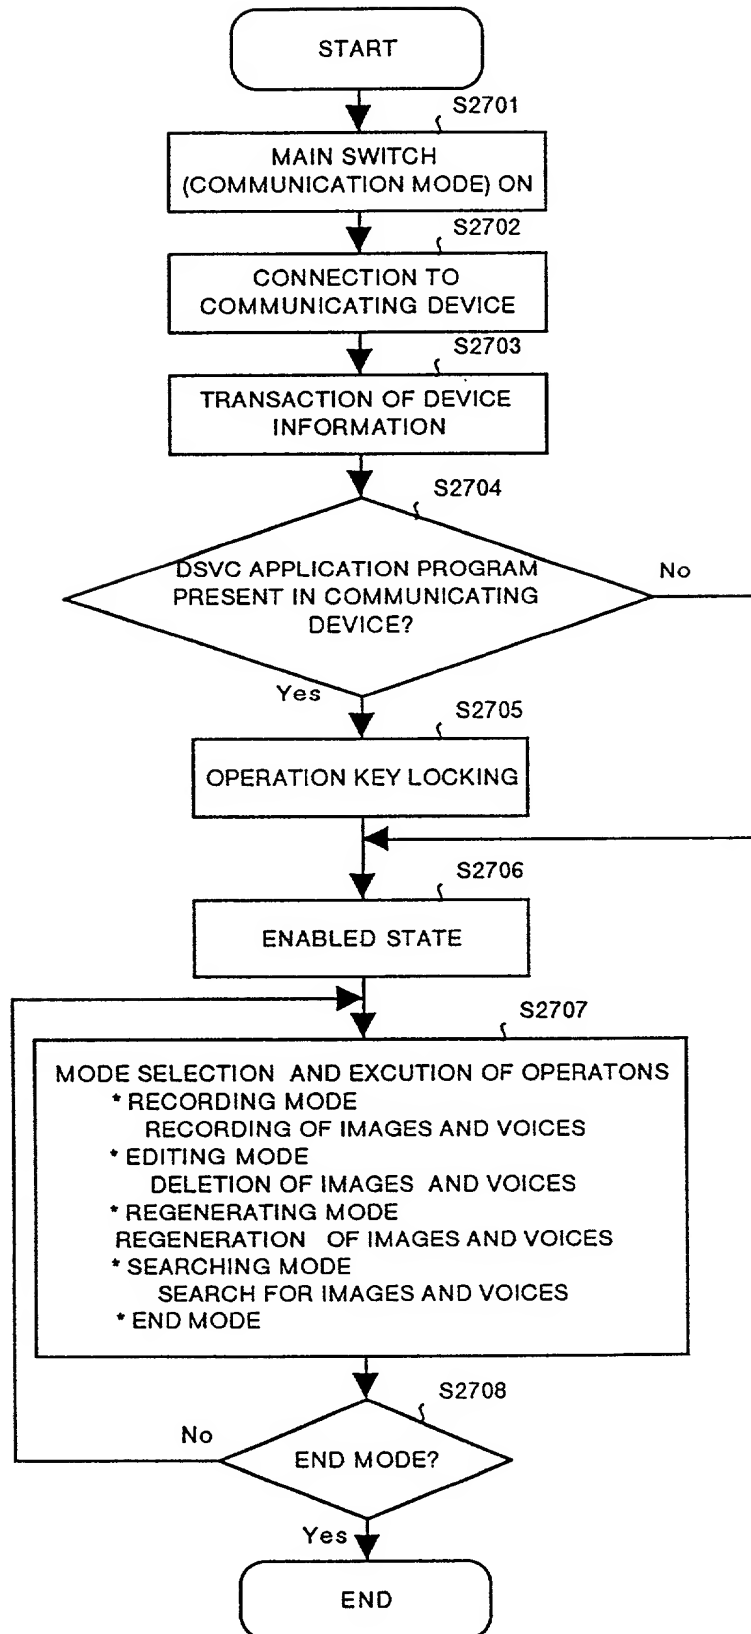 START
S2701
MAIN SWITCH
(COMMUNICATION MODE) ON
S2702
CONNECTION TO
COMMUNICATING DEVICE
S2703
TRANSACTION OF DEVICE
INFORMATION
S2704
DSVC APPLICATION PROGRAM
PRESENT IN COMMUNICATING
DEVICE?
No
Yes
S2705
OPERATION KEY LOCKING
S2706
ENABLED STATE
S2707
MODE SELECTION AND EXCUTION OF OPERATONS
* RECORDING MODE
RECORDING OF IMAGES AND VOICES
* EDITING MODE
DELETION OF IMAGES AND VOICES
* REGENERATING MODE
REGENERATION OF IMAGES AND VOICES
* SEARCHING MODE
SEARCH FOR IMAGES AND VOICES
* END MODE
S2708
No
END MODE?
Yes
END